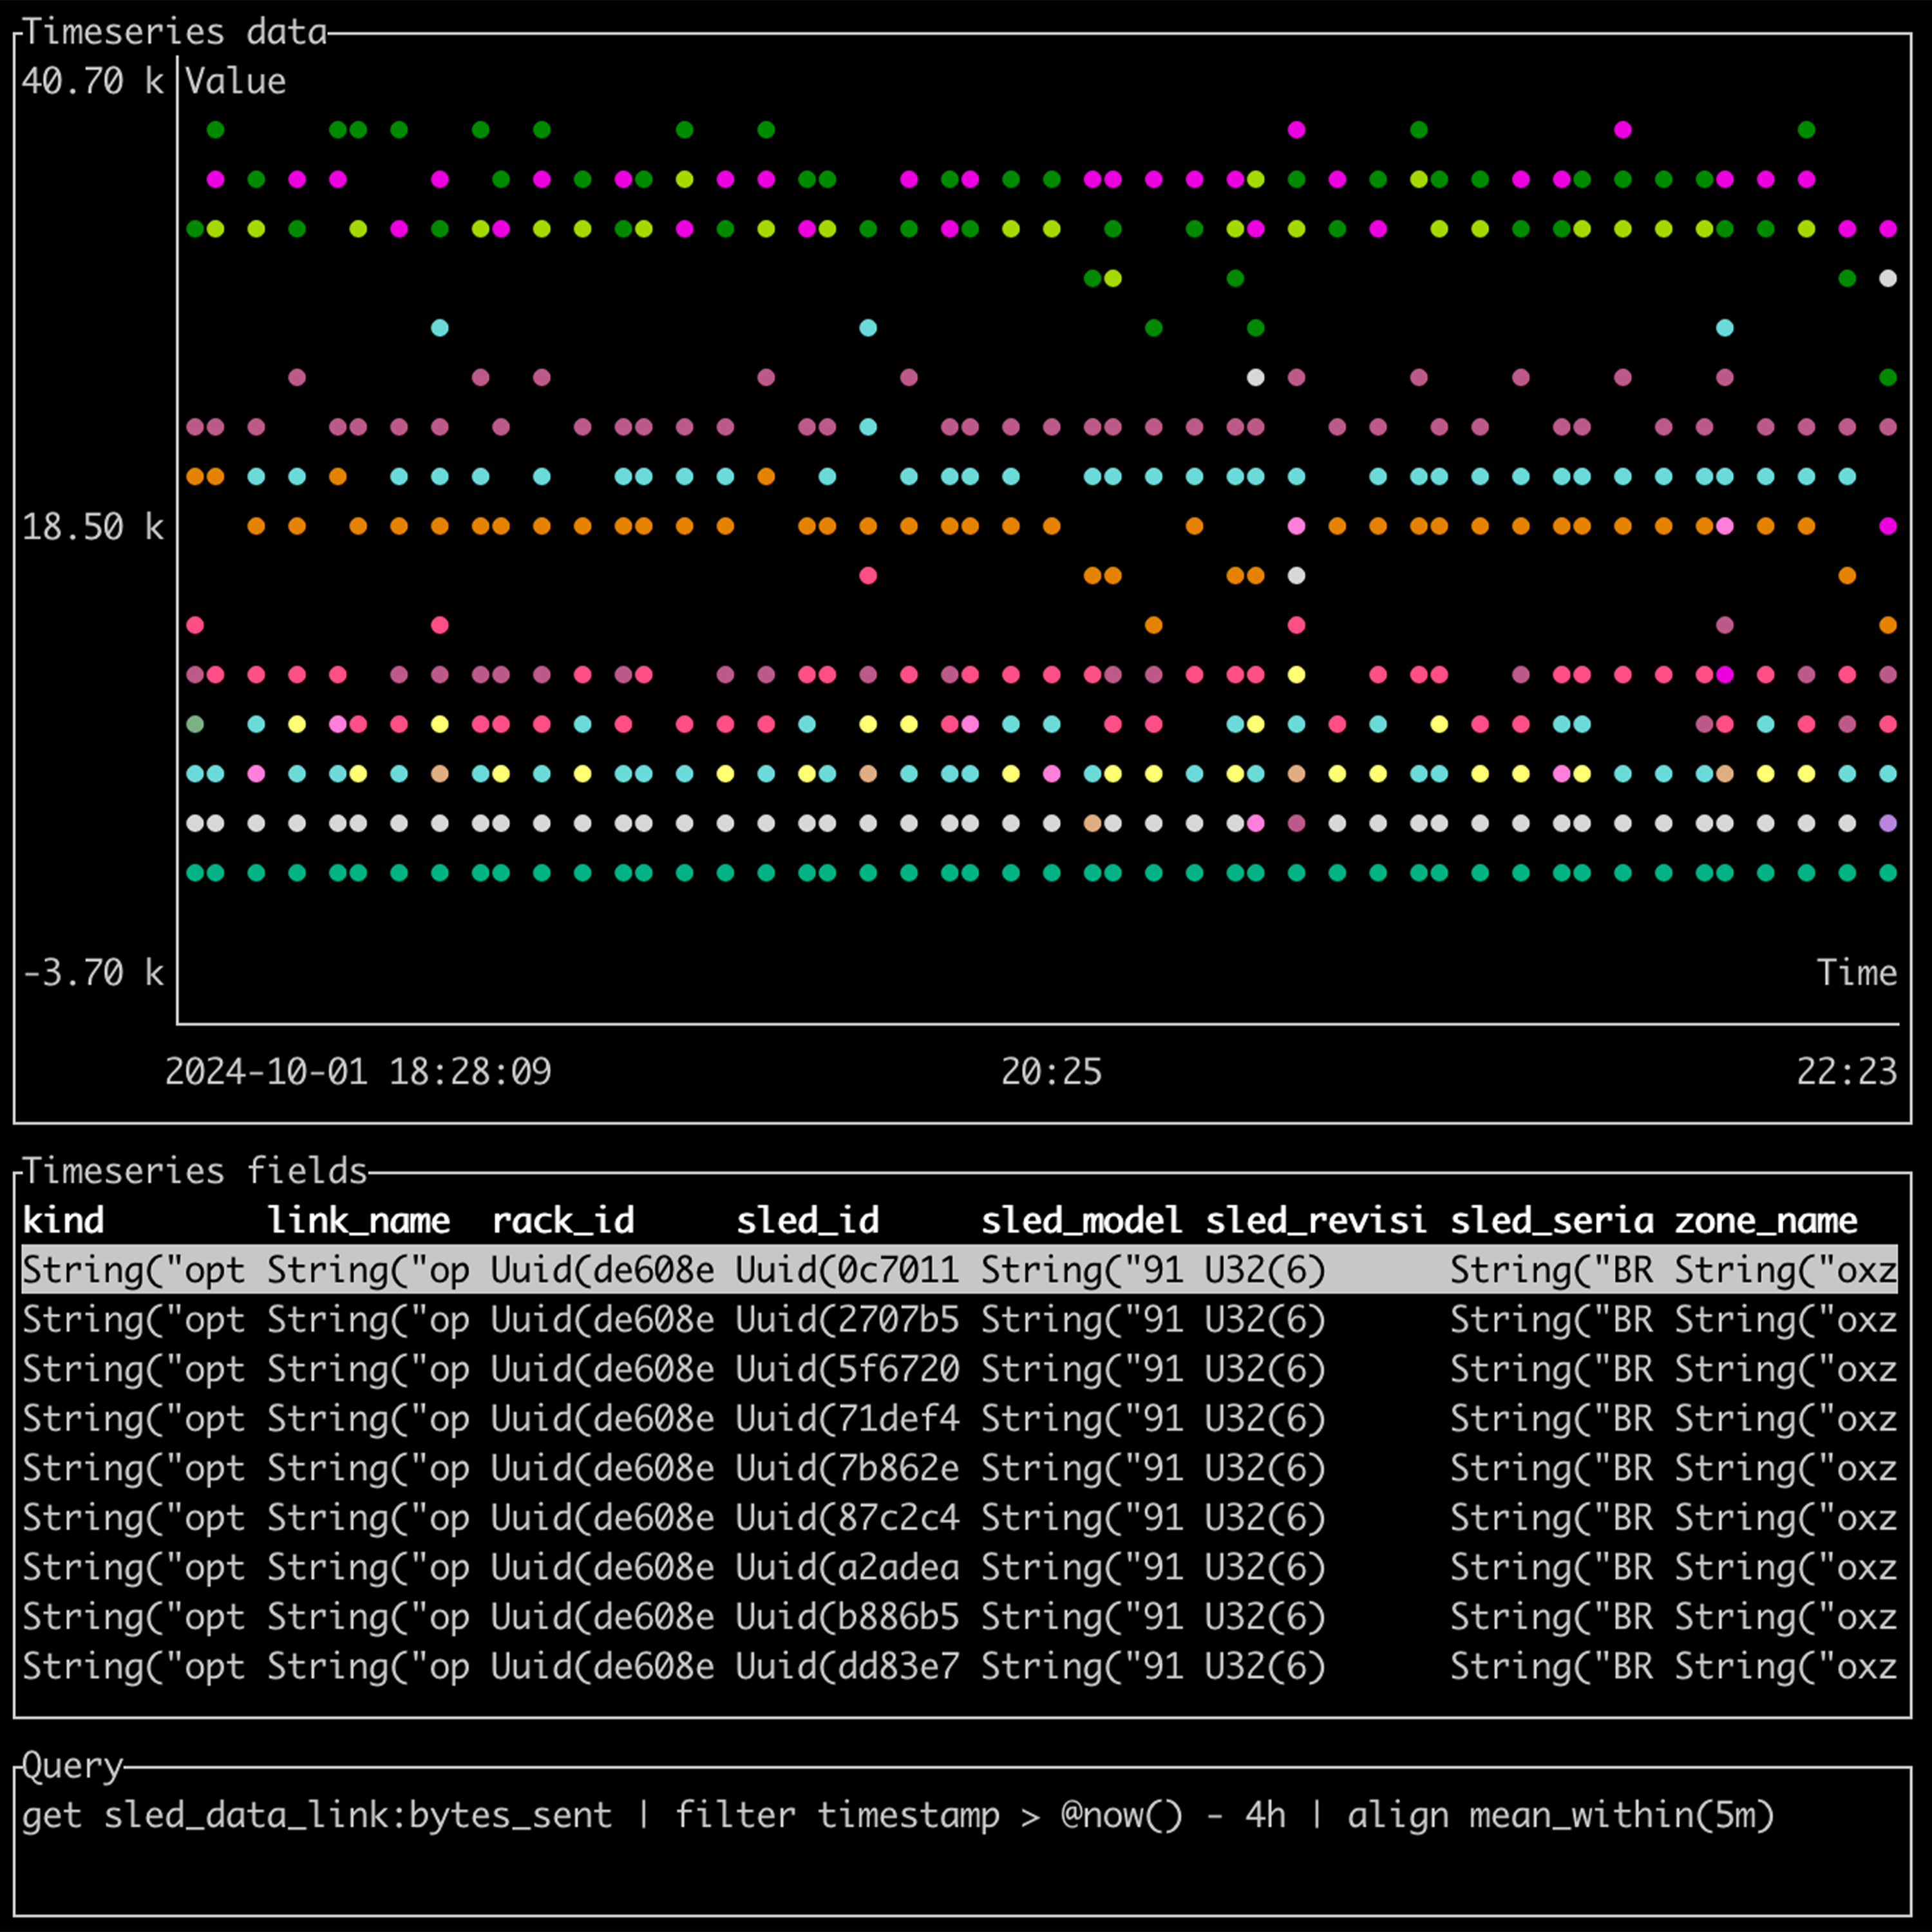 Timeseries data
40.70 k Value
18.50 k
-3.70 k Time
2024-10-01 18:28:09 20:25 22:23
Timeseries fields
kind link_name rack_id sled_id sled_model sled_revisi sled_seria zone_name
String("opt String("op Uuid(de608e Uuid(0c7011 String("91 U32(6) String("BR String("oxz
String("opt String("op Uuid(de608e Uuid(2707b5 String("91 U32(6) String("BR String("oxz
String("opt String("op Uuid(de608e Uuid(5f6720 String("91 U32(6) String("BR String("oxz
String("opt String("op Uuid(de608e Uuid(71def4 String("91 U32(6) String("BR String("oxz
String("opt String("op Uuid(de608e Uuid(7b862e String("91 U32(6) String("BR String("oxz
String("opt String("op Uuid(de608e Uuid(87c2c4 String("91 U32(6) String("BR String("oxz
String("opt String("op Uuid(de608e Uuid(a2adea String("91 U32(6) String("BR String("oxz
String("opt String("op Uuid(de608e Uuid(b886b5 String("91 U32(6) String("BR String("oxz
String("opt String("op Uuid(de608e Uuid(dd83e7 String("91 U32(6) String("BR String("oxz
Query
get sled_data_link:bytes_sent | filter timestamp > @now() - 4h | align mean_within(5m)